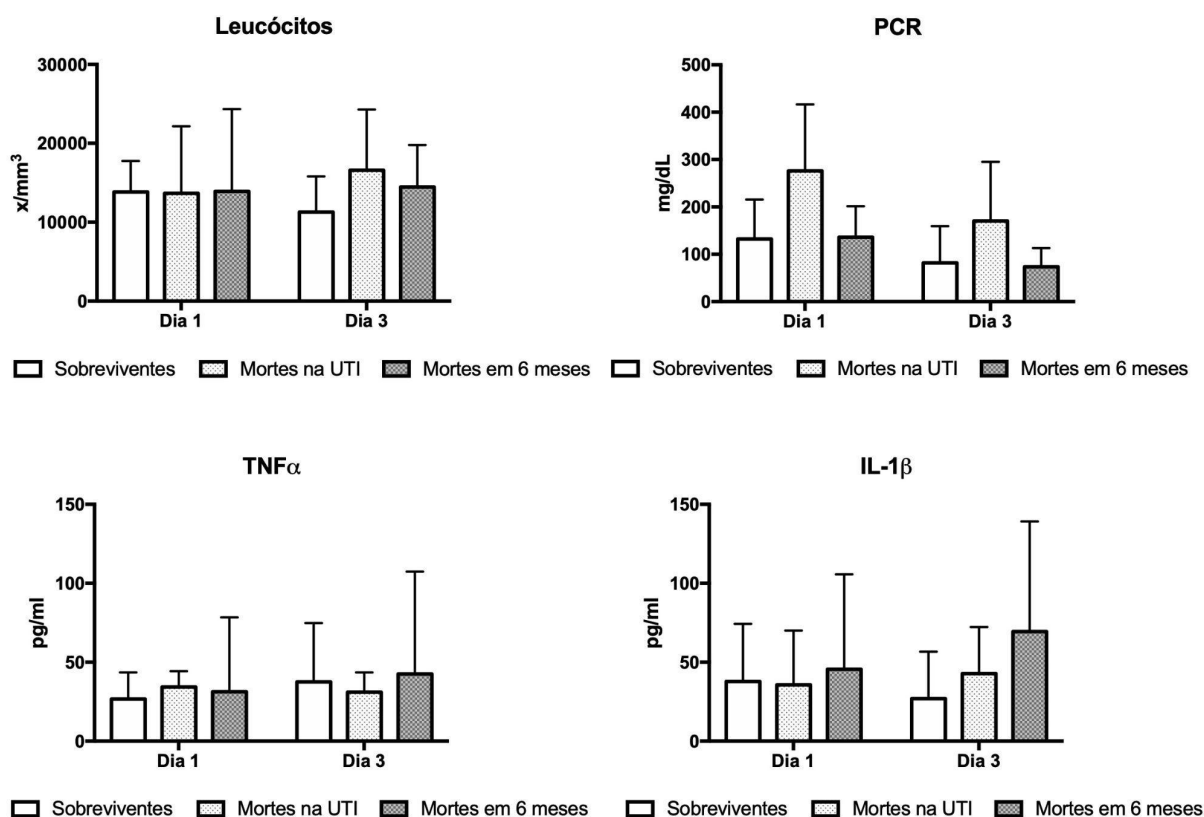 Leucócitos
30000
20000
10000
0
x/mm³
Dia 1 Dia 3
Sobreviventes Mortes na UTI Mortes em 6 meses
PCR
500
400
300
200
100
0
mg/dL
Dia 1 Dia 3
Sobreviventes Mortes na UTI Mortes em 6 meses
TNFα
150
100
50
0
pg/ml
Dia 1 Dia 3
Sobreviventes Mortes na UTI Mortes em 6 meses
IL-1β
150
100
50
0
pg/ml
Dia 1 Dia 3
Sobreviventes Mortes na UTI Mortes em 6 meses